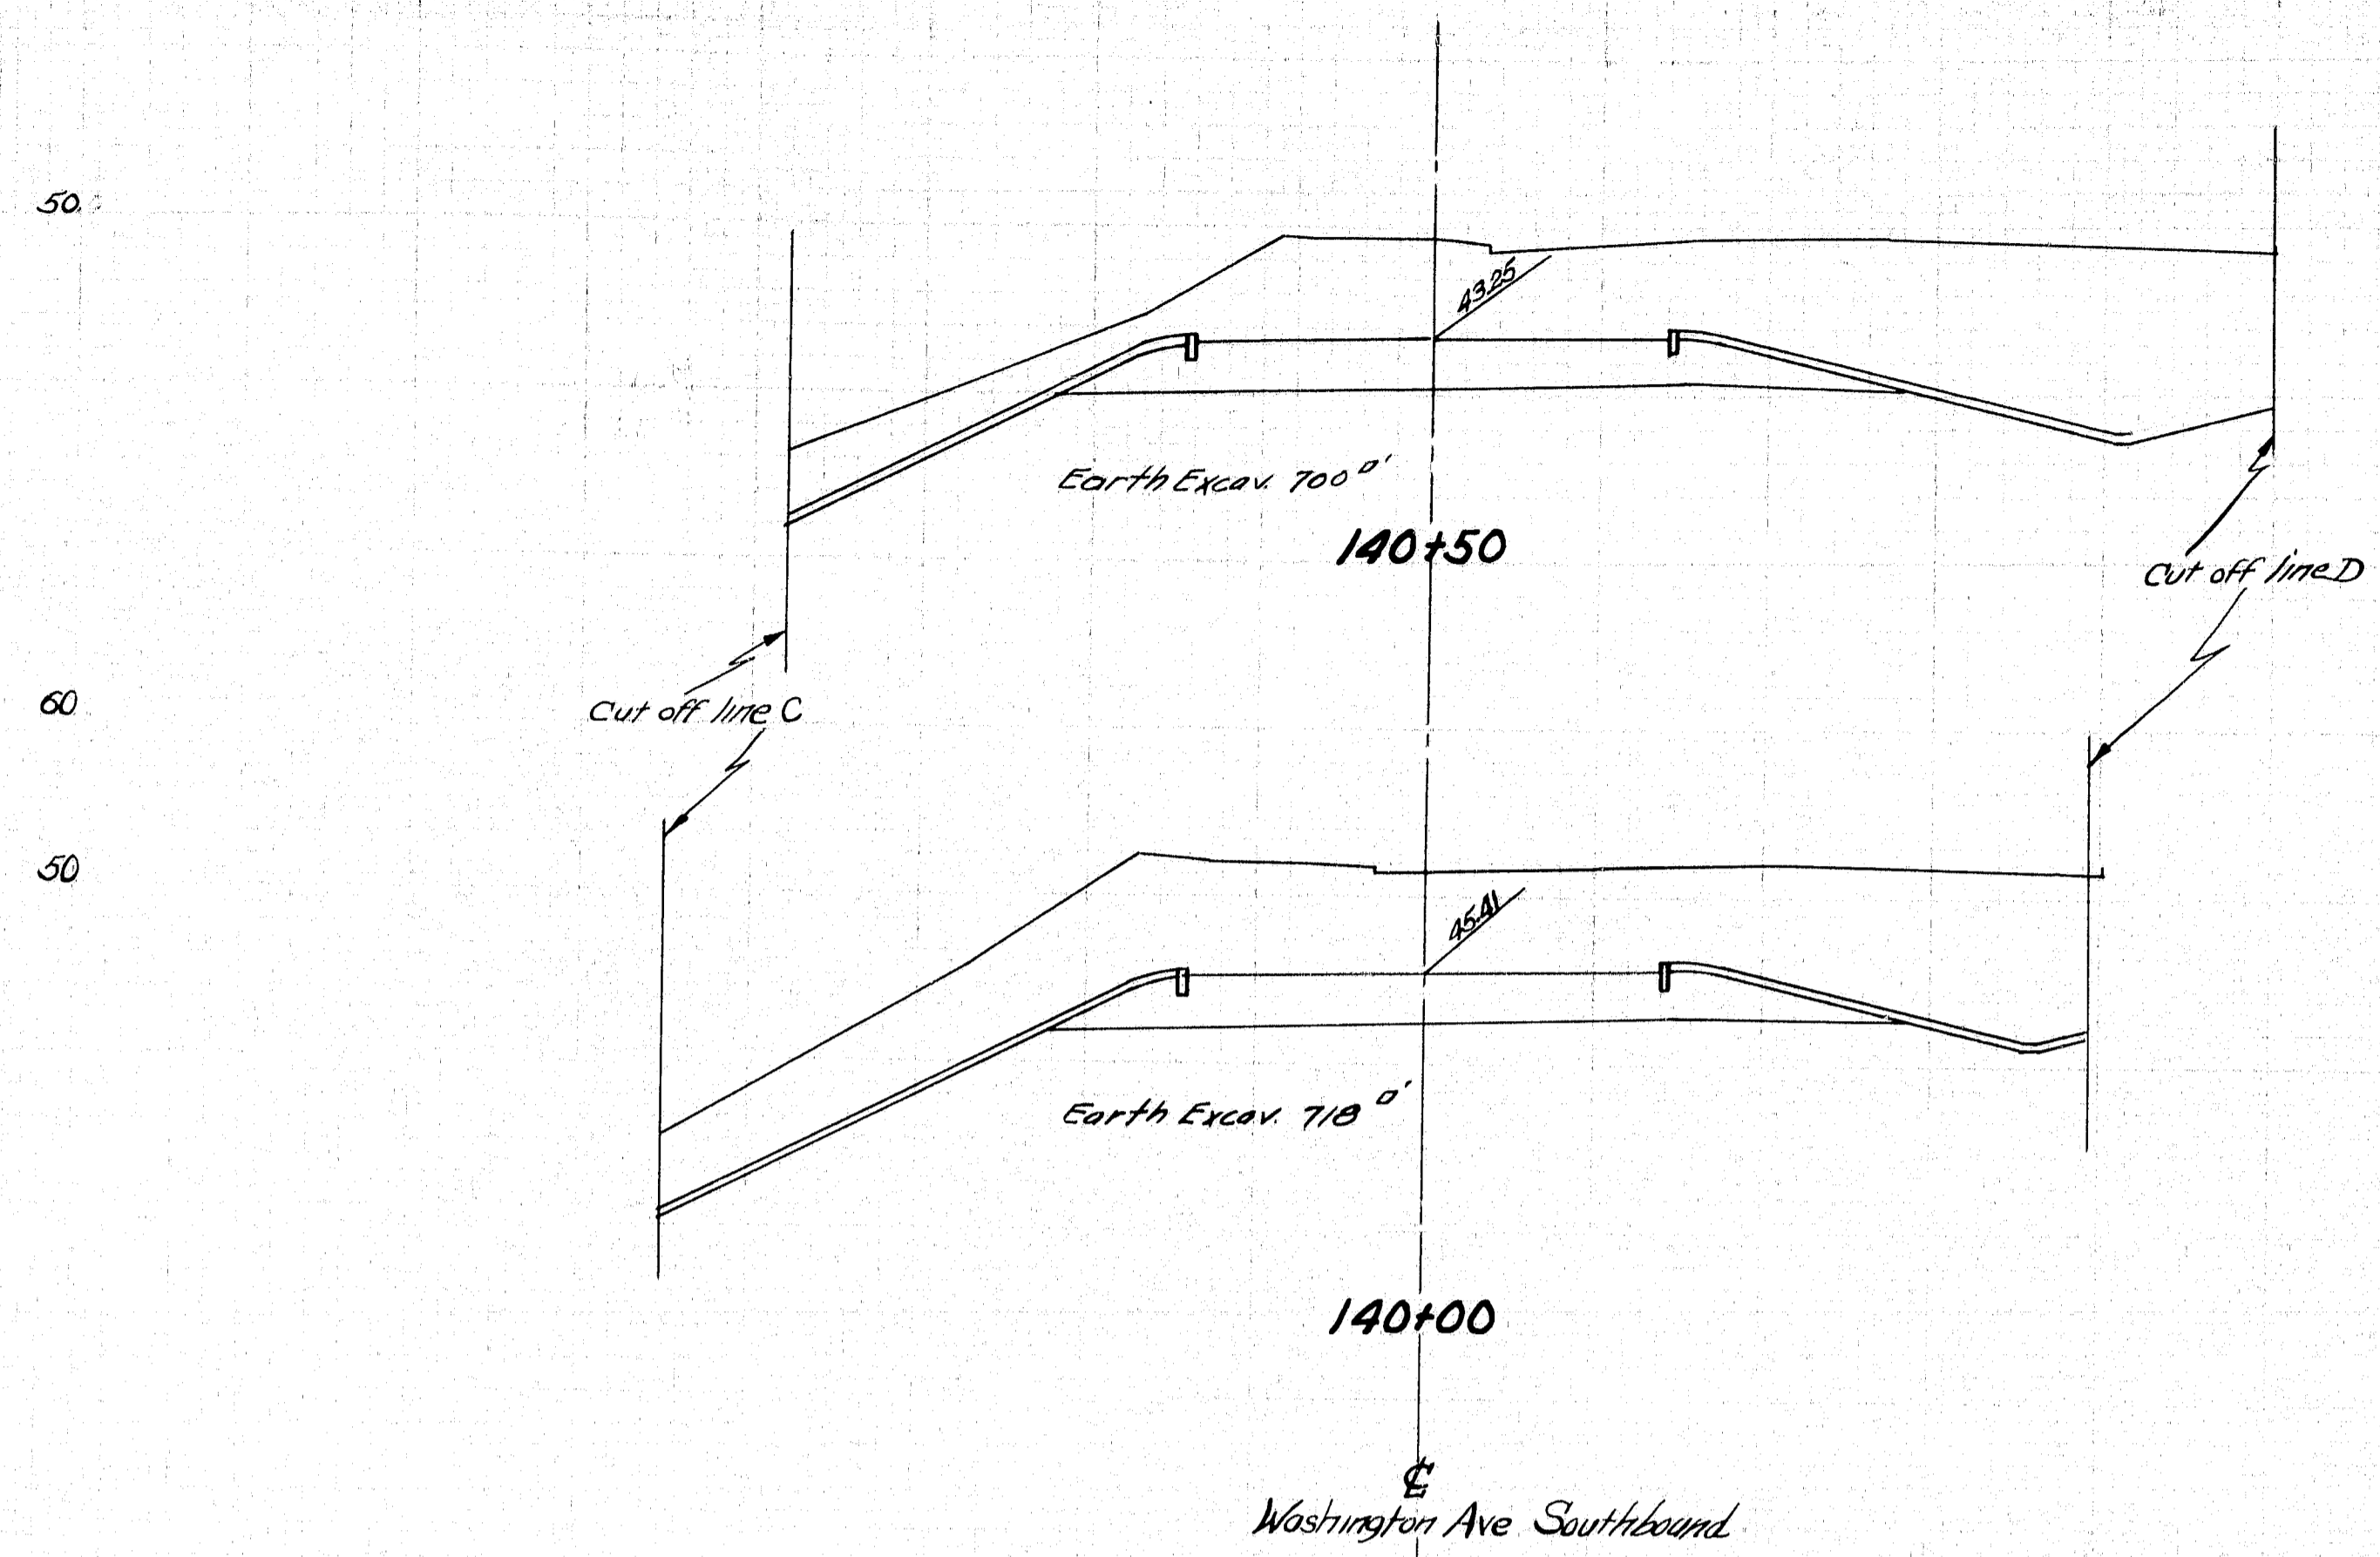 50
43.25
Earth Excav. 700 □'
140+50
Cut off line D
60
Cut off line C
50
45.41
Earth Excav. 718 □'
140+00
℄
Washington Ave Southbound